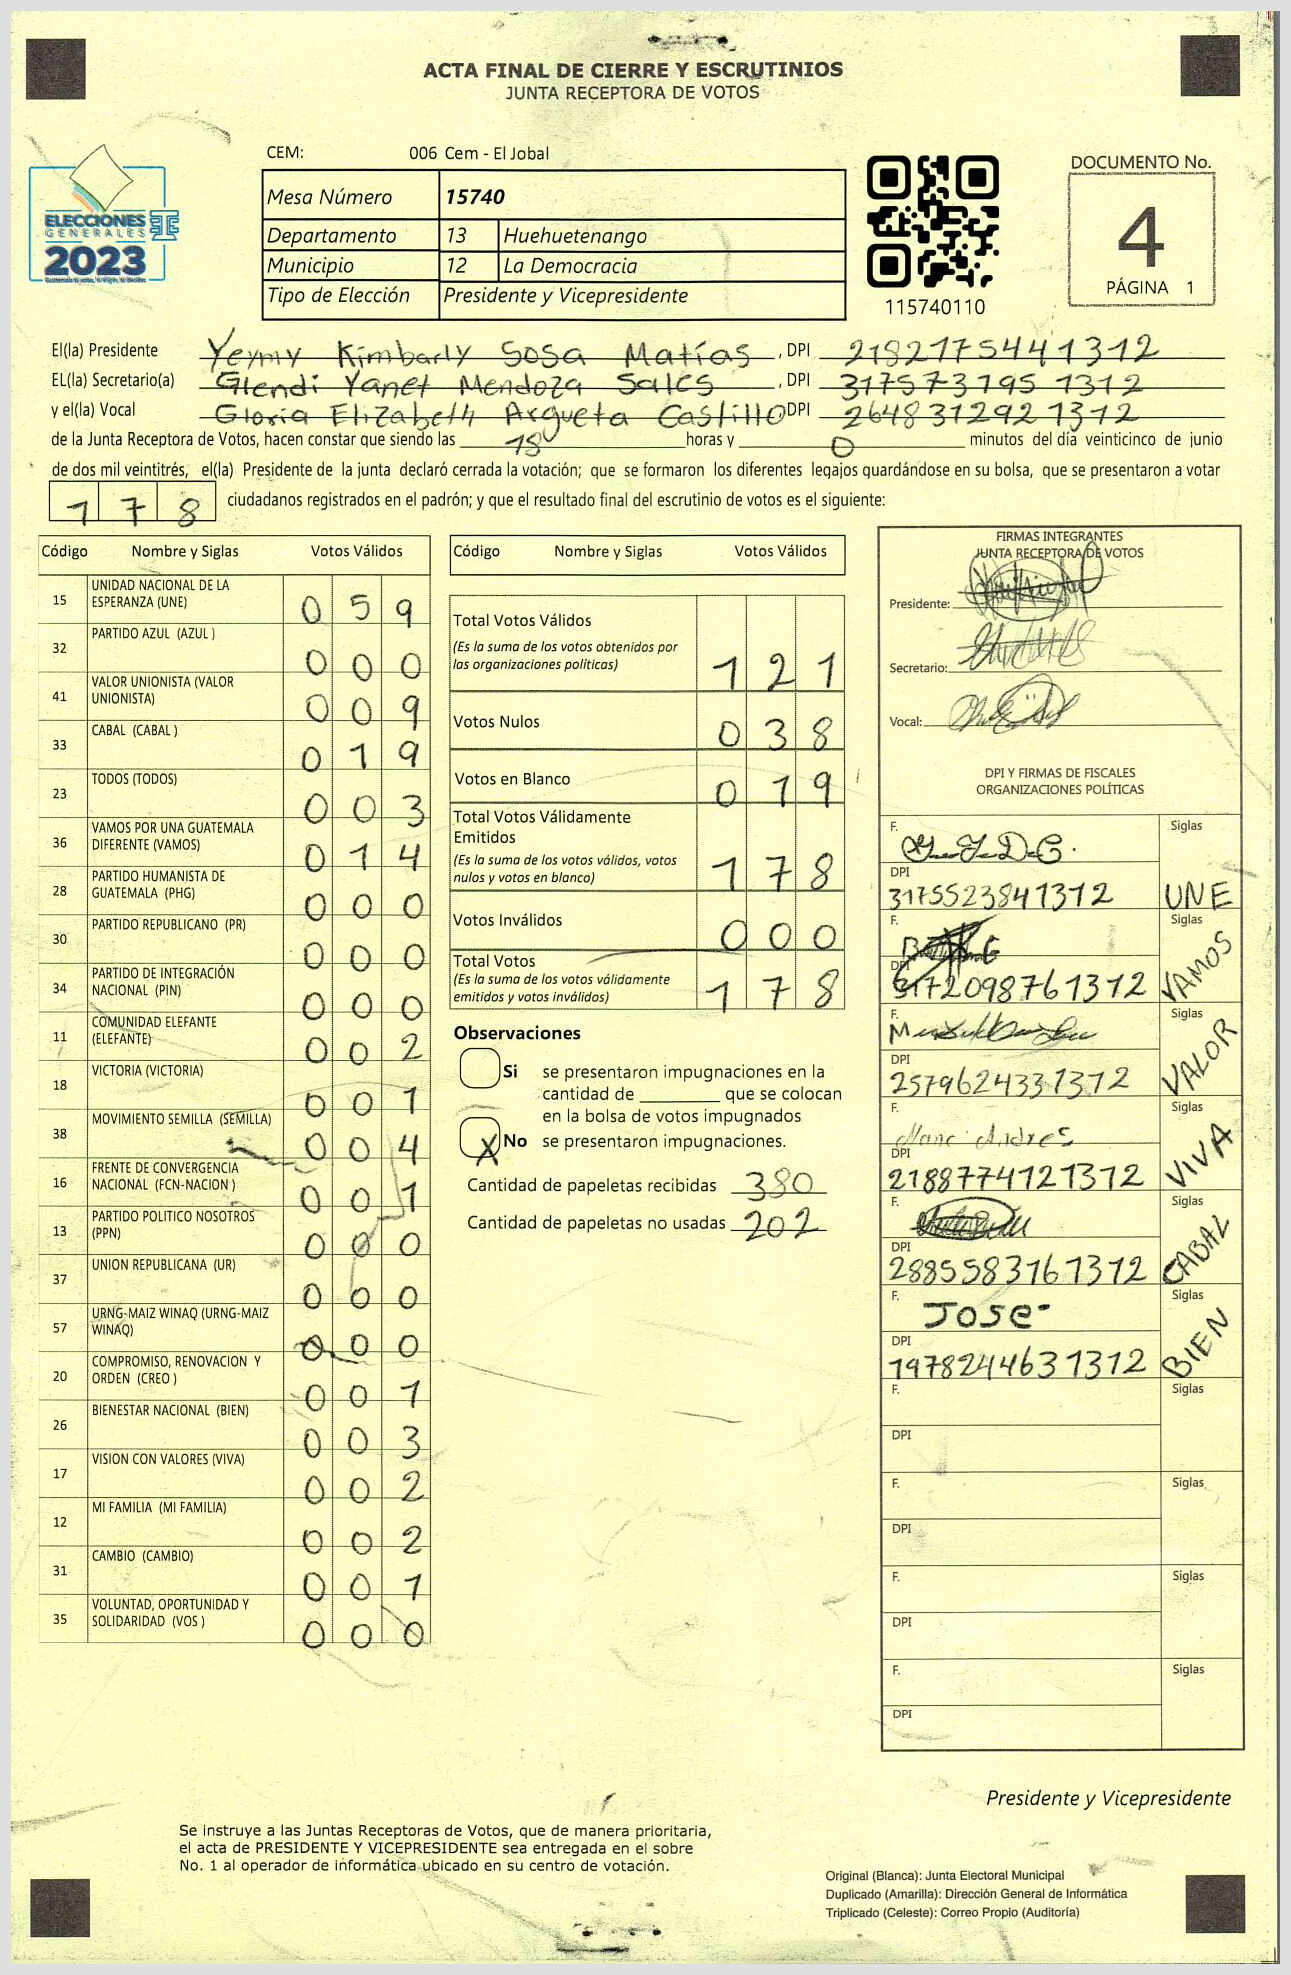 ACTA FINAL DE CIERRE Y ESCRUTINIOS
JUNTA RECEPTORA DE VOTOS
CEM: 006 Cem - El Jobal
Mesa Número 15740
Departamento 13 Huehuetenango
Municipio 12 La Democracia
Tipo de Elección Presidente y Vicepresidente
ELECCIONES
GENERALES
2023
115740110
DOCUMENTO No.
4
PÁGINA 1
El(la) Presidente Yeymy Kimbarly Sosa Matías, DPI 2182175441312
EL(la) Secretario(a) Glendi Yanet Mendoza Sales, DPI 3175731951312
y el(la) Vocal Gloria Elizabeth Argueta Castillo DPI 2648312921312
de la Junta Receptora de Votos, hacen constar que siendo las 18 horas y 0 minutos del día veinticinco de junio
de dos mil veintitrés, el(la) Presidente de la junta declaró cerrada la votación; que se formaron los diferentes legajos guardándose en su bolsa, que se presentaron a votar
178 ciudadanos registrados en el padrón; y que el resultado final del escrutinio de votos es el siguiente:
Código Nombre y Siglas Votos Válidos
15 UNIDAD NACIONAL DE LA ESPERANZA (UNE) 059
32 PARTIDO AZUL (AZUL ) 000
41 VALOR UNIONISTA (VALOR UNIONISTA) 009
33 CABAL (CABAL ) 019
23 TODOS (TODOS) 003
36 VAMOS POR UNA GUATEMALA DIFERENTE (VAMOS) 014
28 PARTIDO HUMANISTA DE GUATEMALA (PHG) 000
30 PARTIDO REPUBLICANO (PR) 000
34 PARTIDO DE INTEGRACIÓN NACIONAL (PIN) 000
11 COMUNIDAD ELEFANTE (ELEFANTE) 002
18 VICTORIA (VICTORIA) 001
38 MOVIMIENTO SEMILLA (SEMILLA) 004
16 FRENTE DE CONVERGENCIA NACIONAL (FCN-NACION ) 001
13 PARTIDO POLITICO NOSOTROS (PPN) 000
37 UNION REPUBLICANA (UR) 000
57 URNG-MAIZ WINAQ (URNG-MAIZ WINAQ) 000
20 COMPROMISO, RENOVACION Y ORDEN (CREO ) 001
26 BIENESTAR NACIONAL (BIEN) 003
17 VISION CON VALORES (VIVA) 002
12 MI FAMILIA (MI FAMILIA) 002
31 CAMBIO (CAMBIO) 001
35 VOLUNTAD, OPORTUNIDAD Y SOLIDARIDAD (VOS ) 000
Código Nombre y Siglas Votos Válidos
Total Votos Válidos
(Es la suma de los votos obtenidos por las organizaciones políticas) 121
Votos Nulos 038
Votos en Blanco 019
Total Votos Válidamente Emitidos
(Es la suma de los votos válidos, votos nulos y votos en blanco) 178
Votos Inválidos 000
Total Votos
(Es la suma de los votos válidamente emitidos y votos inválidos) 178
Observaciones
Si se presentaron impugnaciones en la
cantidad de ________ que se colocan
en la bolsa de votos impugnados
X No se presentaron impugnaciones.
Cantidad de papeletas recibidas 380
Cantidad de papeletas no usadas 202
FIRMAS INTEGRANTES
JUNTA RECEPTORA DE VOTOS
Presidente:
Secretario:
Vocal:
DPI Y FIRMAS DE FISCALES
ORGANIZACIONES POLÍTICAS
F. Siglas
DPI
3175523841312 UNE
F. Siglas
DPI
3172098761312 VAMOS
F. Siglas
DPI
2579624331312 VALOR
F. Andres Siglas
DPI
2188774121312 VIVA
F. Siglas
DPI
2885583161312 CABAL
F. Jose Siglas
DPI
1978244631312 BIEN
F. Siglas
DPI
F. Siglas
DPI
F. Siglas
DPI
F. Siglas
DPI
Presidente y Vicepresidente
Se instruye a las Juntas Receptoras de Votos, que de manera prioritaria,
el acta de PRESIDENTE Y VICEPRESIDENTE sea entregada en el sobre
No. 1 al operador de informática ubicado en su centro de votación.
Original (Blanca): Junta Electoral Municipal
Duplicado (Amarilla): Dirección General de Informática
Triplicado (Celeste): Correo Propio (Auditoría)